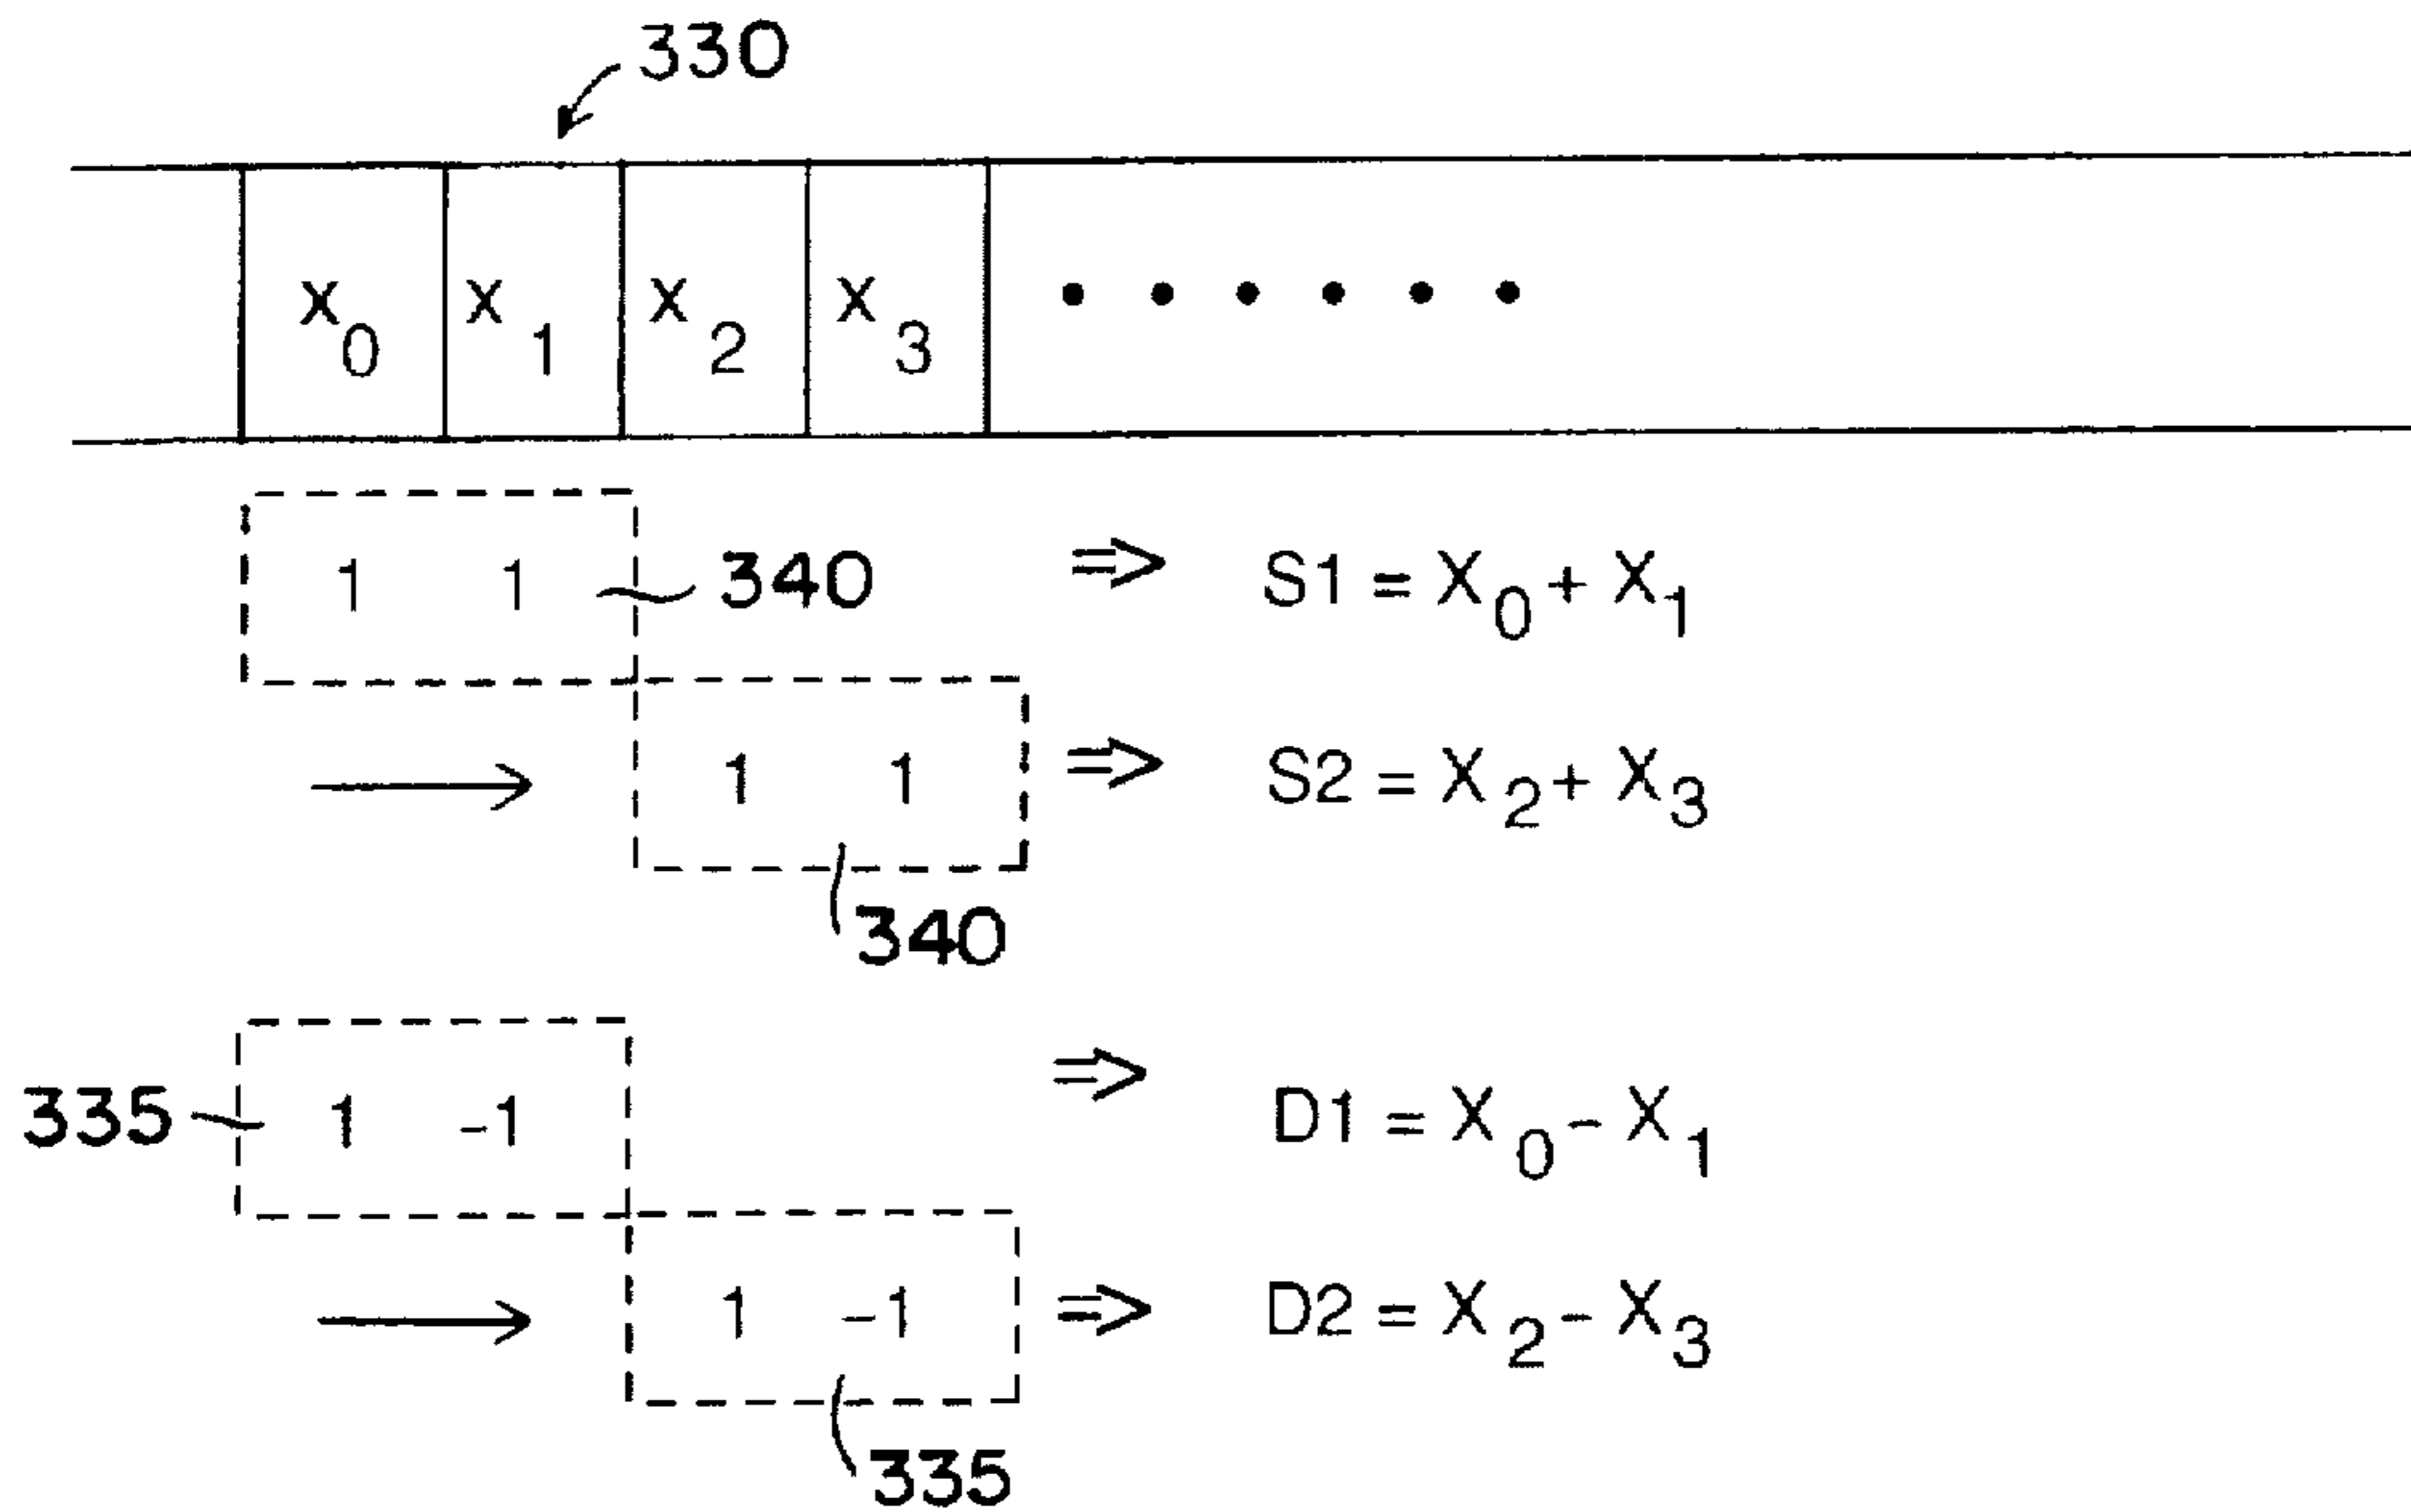 330
X0 X1 X2 X3 • • • • • •
1 1 340 ⇒ S1 = X0 + X1
→ 1 1 ⇒ S2 = X2 + X3
340
335 1 -1 ⇒ D1 = X0 - X1
→ 1 -1 ⇒ D2 = X2 - X3
335